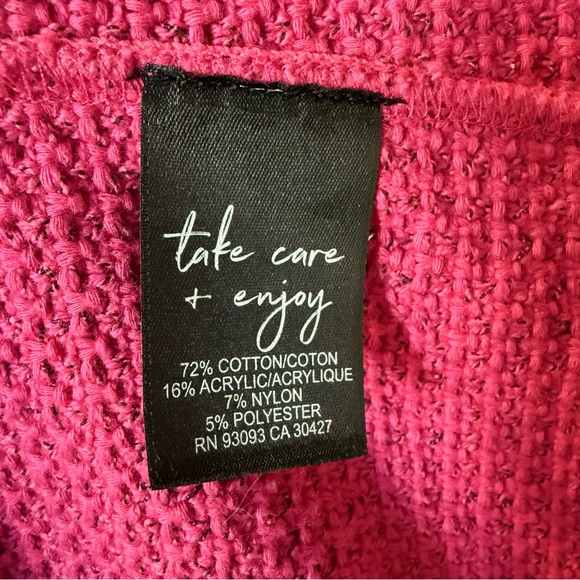 take care
+ enjoy
72% COTTON/COTON
16% ACRYLIC/ACRYLIQUE
7% NYLON
5% POLYESTER
RN 93093 CA 30427